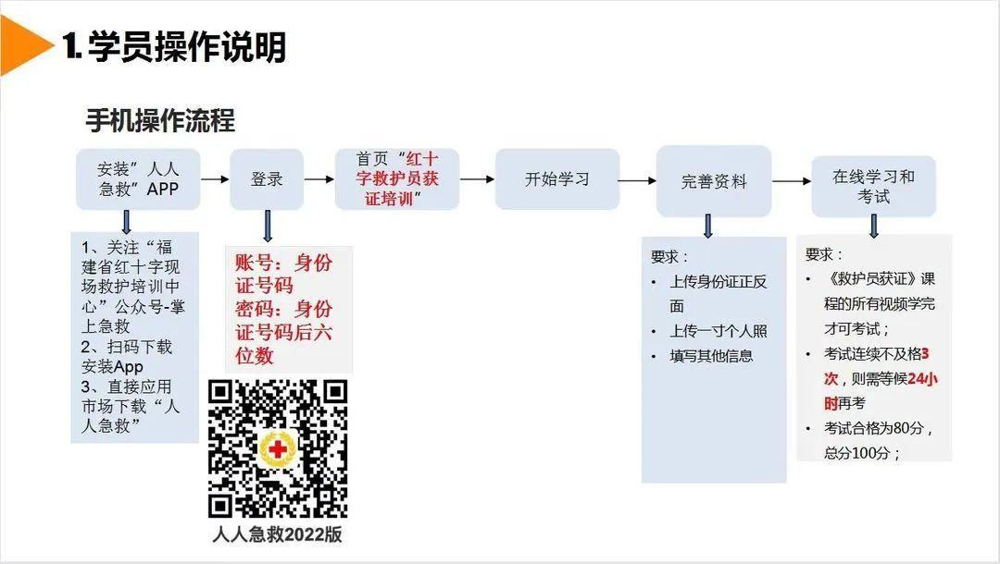 1. 学员操作说明
手机操作流程
安装”人人
急救”APP
登录
首页“红十
字救护员获
证培训”
开始学习
完善资料
在线学习和
考试
1、关注“福
建省红十字现
场救护培训中
心”公众号-掌
上急救
2、扫码下载
安装App
3、直接应用
市场下载“人
人急救”
账号：身份
证号码
密码：身份
证号码后六
位数
人人急救2022版
要求：
• 上传身份证正反
面
• 上传一寸个人照
• 填写其他信息
要求：
• 《救护员获证》课
程的所有视频学完
才可考试；
• 考试连续不及格3
次，则需等候24小
时再考
• 考试合格为80分，
总分100分；